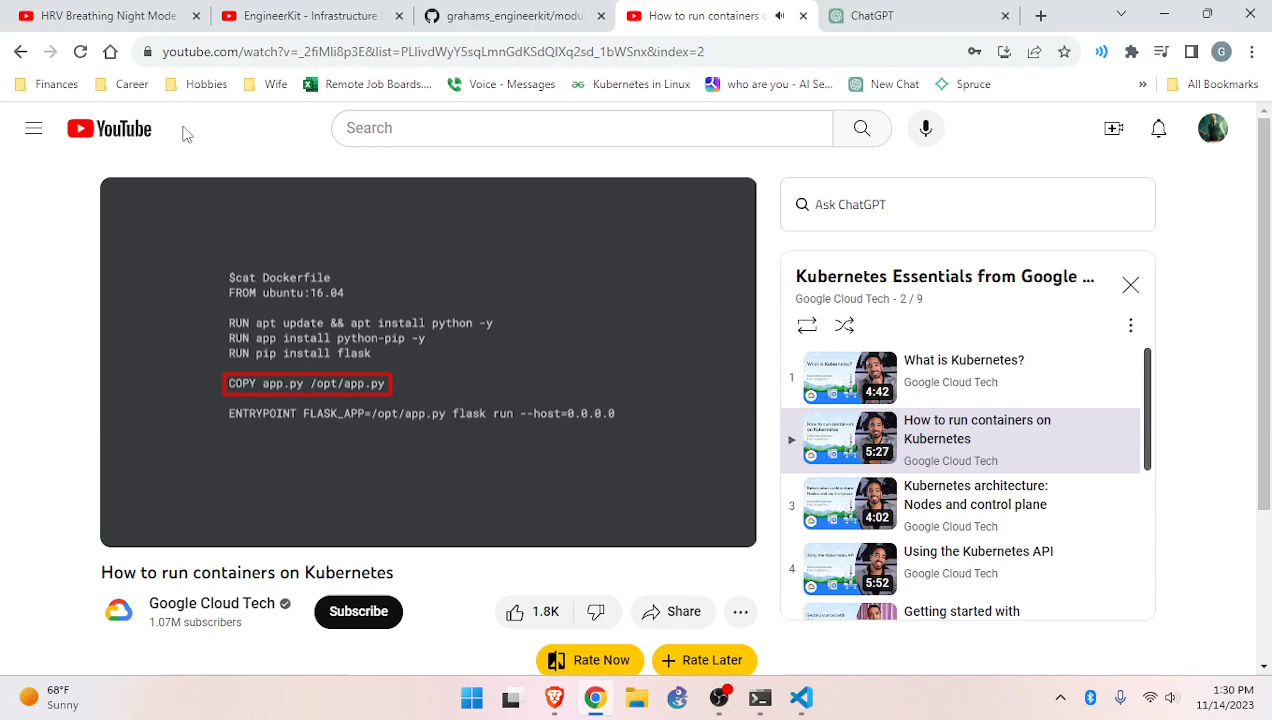 HRV Breathing Night Mode
EngineerKit - Infrastructure
grahams_engineerkit/modu
How to run containers
ChatGPT
youtube.com/watch?v=_2fiMli8p3E&list=PLIivdWyY5sqLmnGdKSdQIXq2sd_1bWSnx&index=2
G
Finances
Career
Hobbies
Wife
Remote Job Boards....
Voice - Messages
Kubernetes in Linux
who are you - AI Se...
New Chat
Spruce
»
All Bookmarks
YouTube
Search
$cat Dockerfile
FROM ubuntu:16.04
RUN apt update && apt install python -y
RUN app install python-pip -y
RUN pip install flask
COPY app.py /opt/app.py
ENTRYPOINT FLASK_APP=/opt/app.py flask run --host=0.0.0.0
How to run containers on Kubernetes
Google Cloud Tech
1.07M subscribers
Subscribe
1.8K
Share
Rate Now
Rate Later
Ask ChatGPT
Kubernetes Essentials from Google ...
Google Cloud Tech - 2 / 9
1
4:42
What is Kubernetes?
Google Cloud Tech
5:27
How to run containers on
Kubernetes
Google Cloud Tech
3
4:02
Kubernetes architecture:
Nodes and control plane
Google Cloud Tech
4
5:52
Using the Kubernetes API
Google Cloud Tech
Getting started with
68°F
Sunny
1:30 PM
11/14/2023